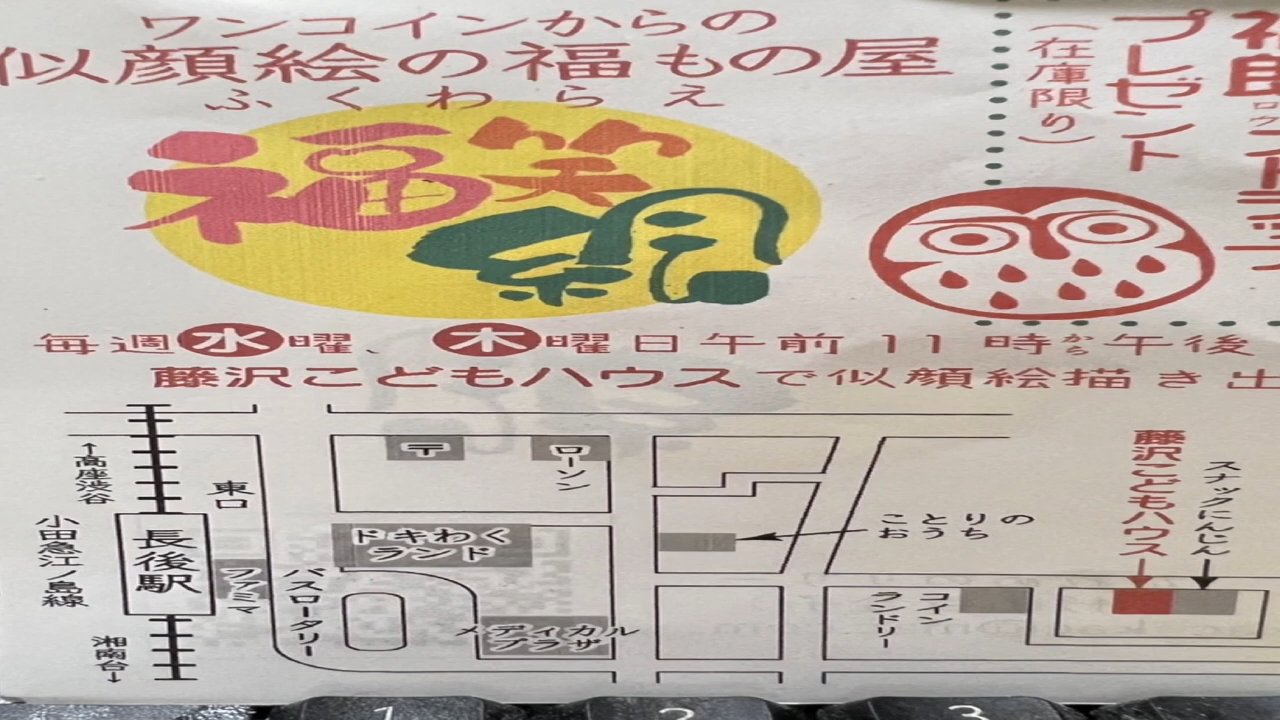 ワンコインからの
似顔絵の福もの屋
ふくわらえ
福笑絵
プレゼント
（在庫限り）
毎週水曜、木曜日午前11時から午後
藤沢こどもハウスで似顔絵描き出
↑高座渋谷
小田急江ノ島線
長後駅
湘南台↓
東口
ファミマ
バスロータリー
〒
ローソン
ドキわく
ランド
メディカル
プラザ
ことりの
おうち
コイン
ランドリー
藤沢こどもハウス
スナックにんじん
1
2
3